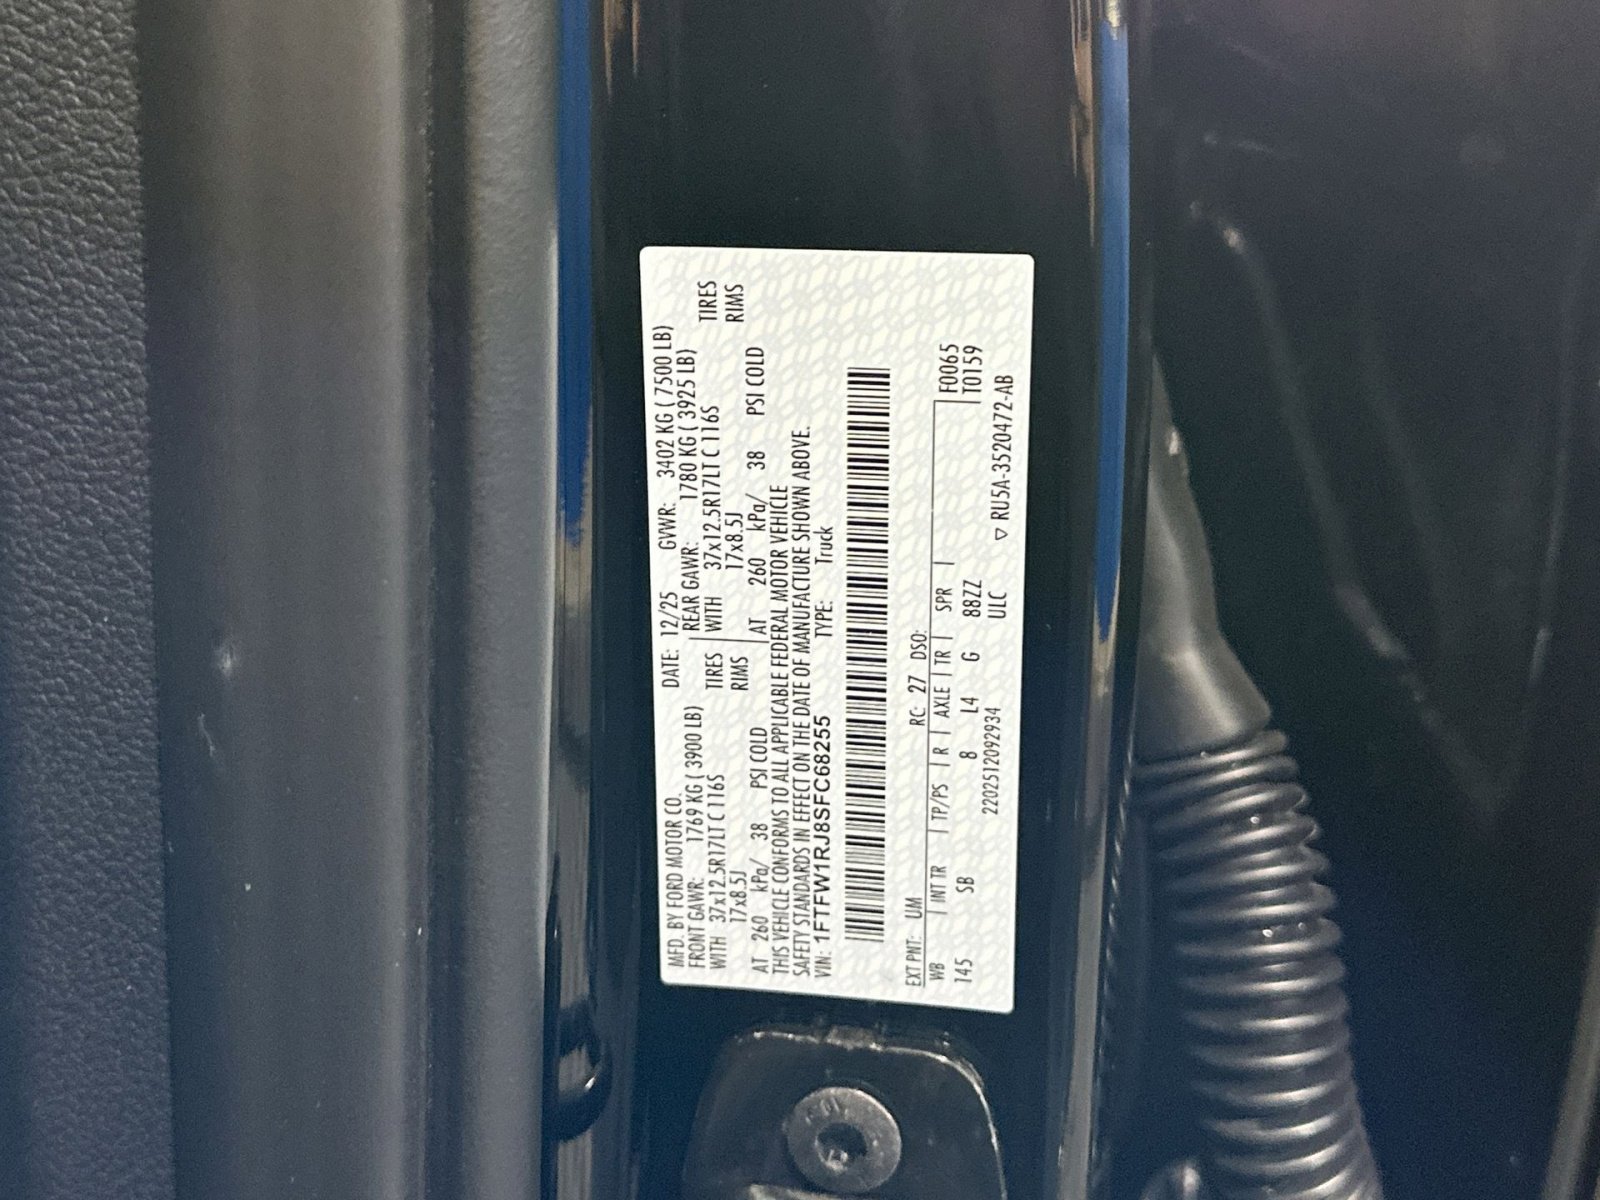 MFD. BY FORD MOTOR CO. DATE: 12/25 GVWR: 3402 KG ( 7500 LB)
FRONT GAWR: 1769 KG ( 3900 LB) REAR GAWR: 1780 KG ( 3925 LB)
WITH 37x12.5R17LT C 116S TIRES WITH 37x12.5R17LT C 116S TIRES
17x8.5J RIMS 17x8.5J RIMS
AT 260 kPa/ 38 PSI COLD AT 260 kPa/ 38 PSI COLD
THIS VEHICLE CONFORMS TO ALL APPLICABLE FEDERAL MOTOR VEHICLE
SAFETY STANDARDS IN EFFECT ON THE DATE OF MANUFACTURE SHOWN ABOVE.
VIN: 1FTFW1RJ8SFC68255 TYPE: Truck
EXT PNT: UM RC: 27 DSO: F0065
WB | INT TR | TP/PS | R | AXLE | TR | SPR | T0159
145 SB 8 L4 G 88ZZ
22025120 92934 ULC ▽ RU5A-3520472-AB